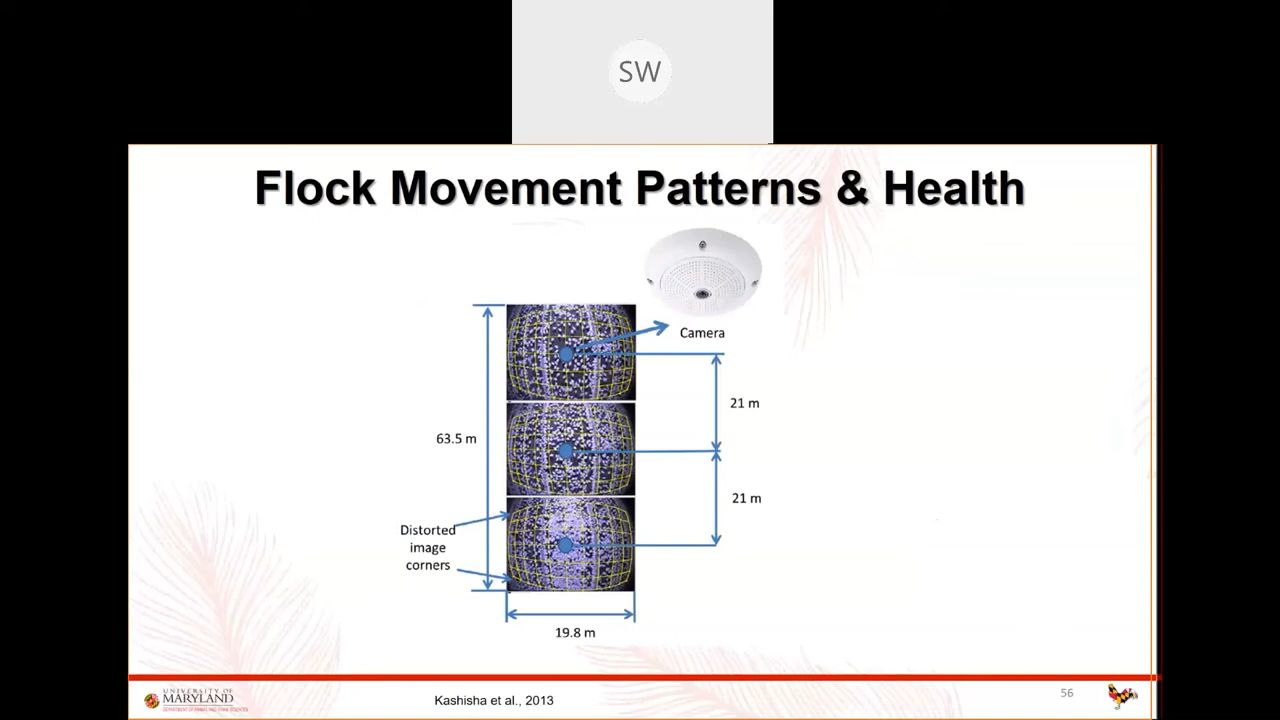 SW
Flock Movement Patterns & Health
Camera
21 m
63.5 m
21 m
Distorted
image
corners
19.8 m
UNIVERSITY OF
MARYLAND
Kashisha et al., 2013
56